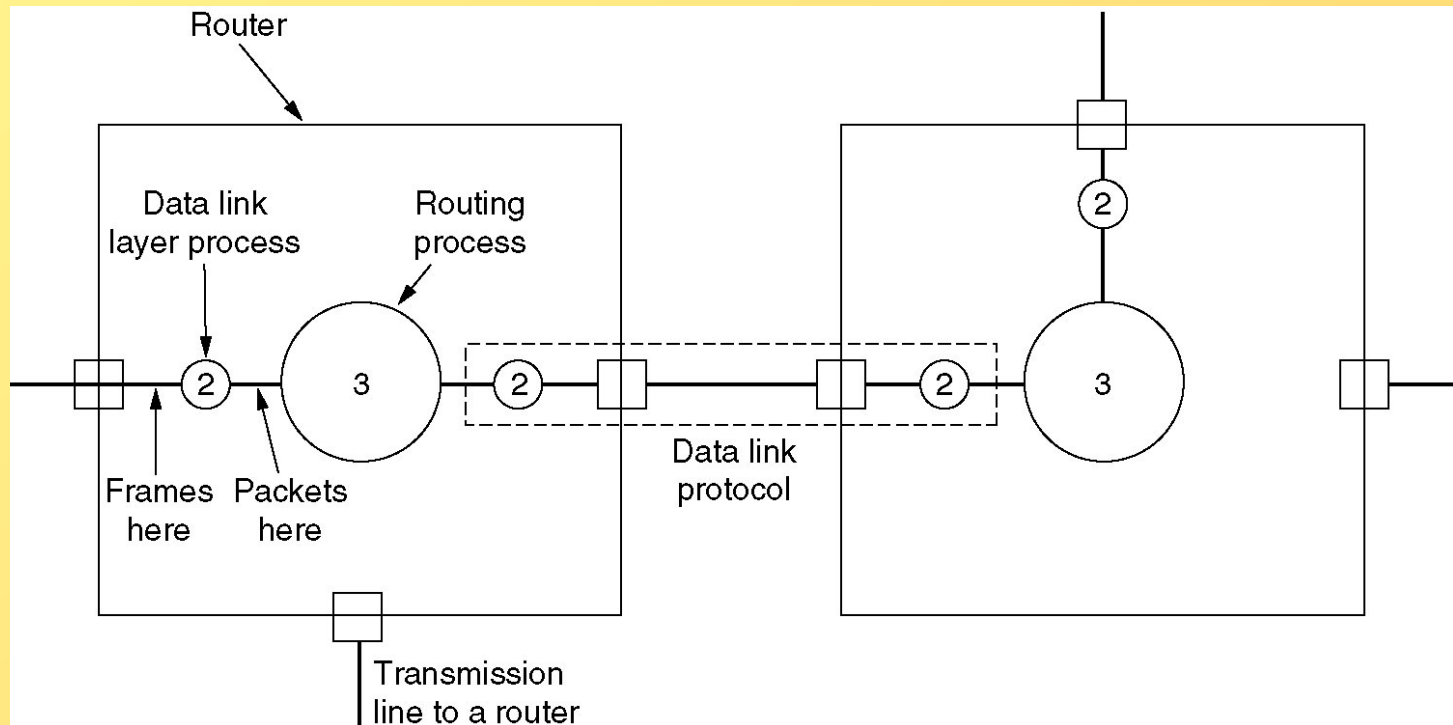 Router
Data link
layer process
Routing
process
2
2
3
2
2
3
Frames
here
Packets
here
Data link
protocol
Transmission
line to a router